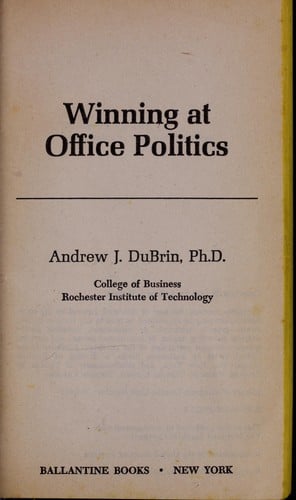 Winning at
Office Politics
Andrew J. DuBrin, Ph.D.
College of Business
Rochester Institute of Technology
BALLANTINE BOOKS • NEW YORK